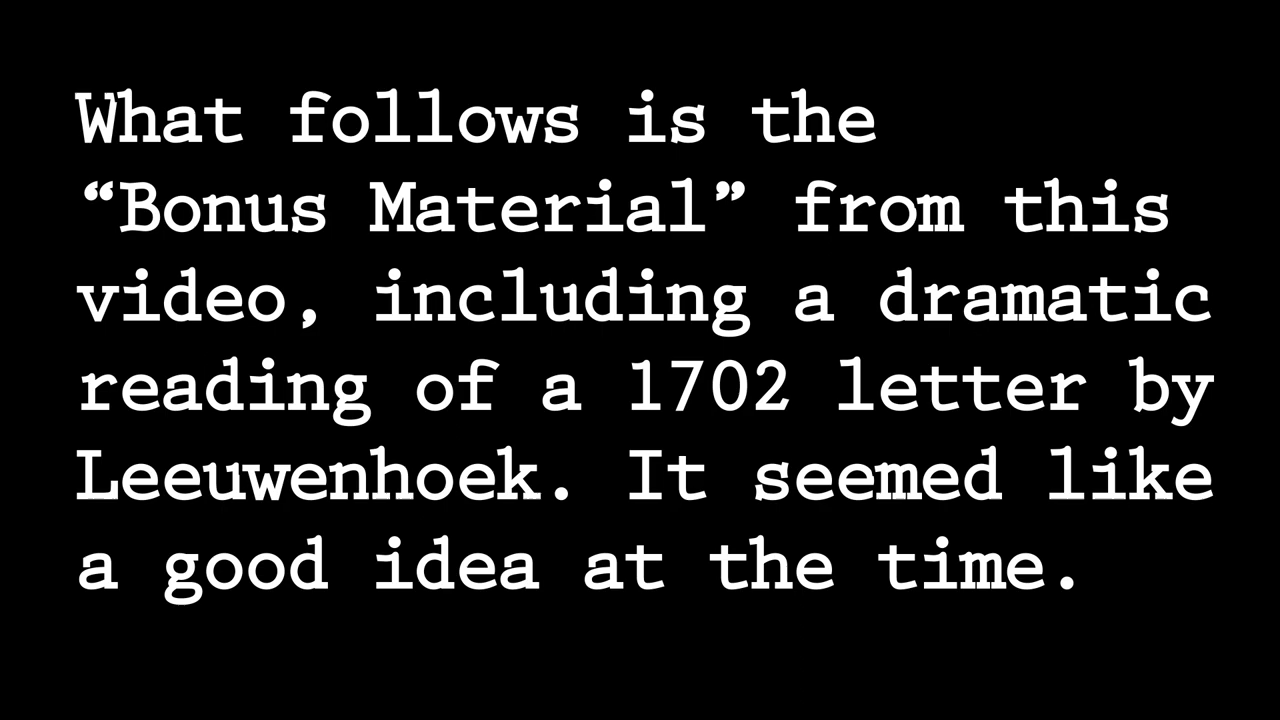 What follows is the
“Bonus Material” from this
video, including a dramatic
reading of a 1702 letter by
Leeuwenhoek. It seemed like
a good idea at the time.